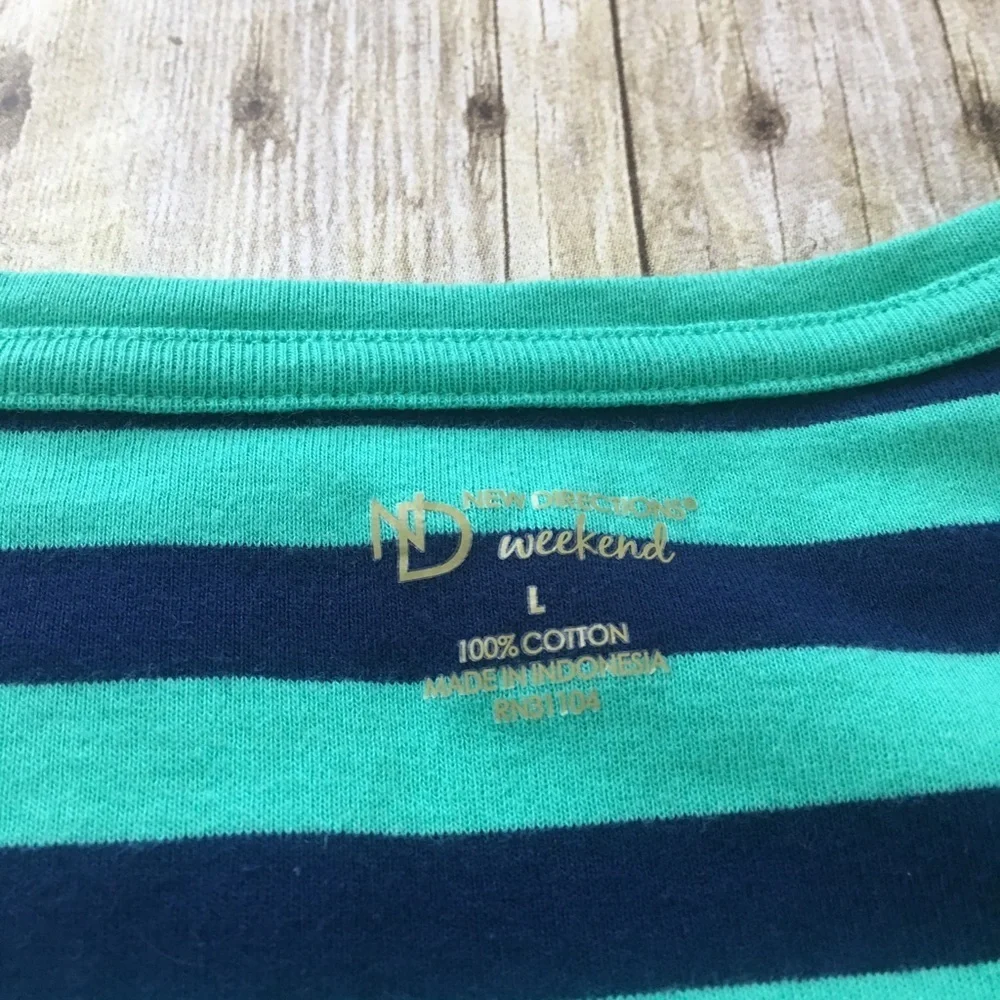 ND NEW DIRECTIONS®
weekend
L
100% COTTON
MADE IN INDONESIA
RN31104